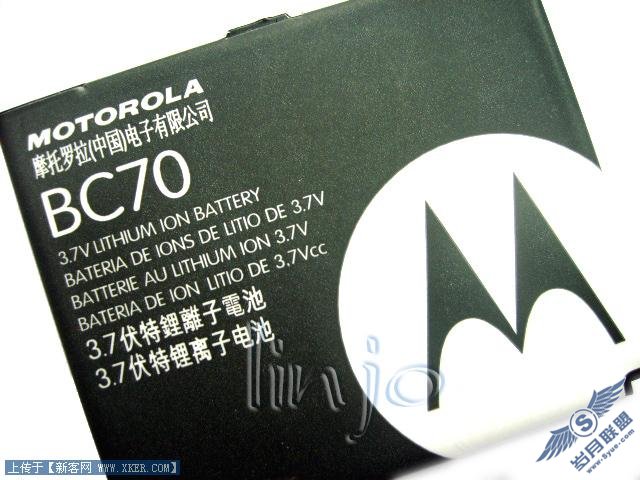 MOTOROLA
摩托罗拉(中国)电子有限公司
BC70
3.7V LITHIUM ION BATTERY
BATERIA DE IONS DE LITIO DE 3.7V
BATTERIE AU LITHIUM ION 3.7V
BATERIA DE ION LITIO DE 3,7Vcc
3.7伏特鋰離子電池
3.7伏特锂离子电池
linjo
S
岁月联盟
www.Syue.com
上传于【新客网 www.XKER.com】